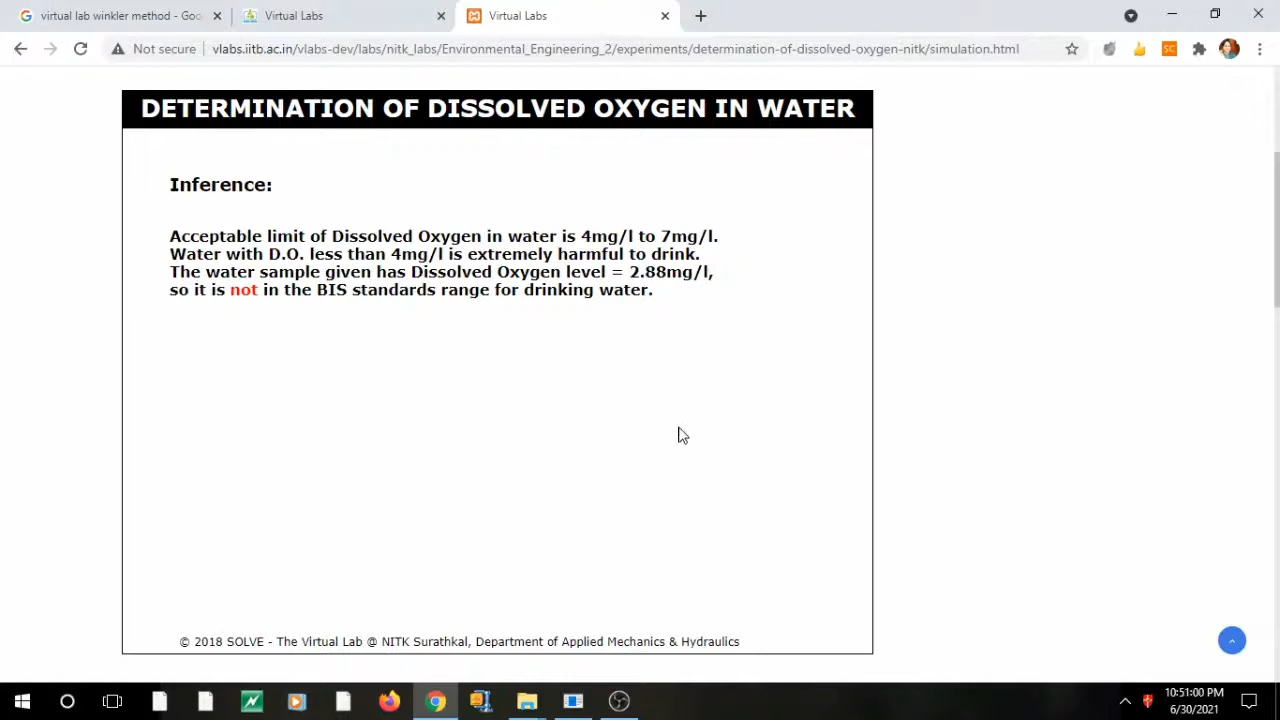 virtual lab winkler method - Goo
Virtual Labs
Virtual Labs
Not secure
vlabs.iitb.ac.in/vlabs-dev/labs/nitk_labs/Environmental_Engineering_2/experiments/determination-of-dissolved-oxygen-nitk/simulation.html
SC
DETERMINATION OF DISSOLVED OXYGEN IN WATER
Inference:
Acceptable limit of Dissolved Oxygen in water is 4mg/l to 7mg/l.
Water with D.O. less than 4mg/l is extremely harmful to drink.
The water sample given has Dissolved Oxygen level = 2.88mg/l,
so it is not in the BIS standards range for drinking water.
© 2018 SOLVE - The Virtual Lab @ NITK Surathkal, Department of Applied Mechanics & Hydraulics
10:51:00 PM
6/30/2021